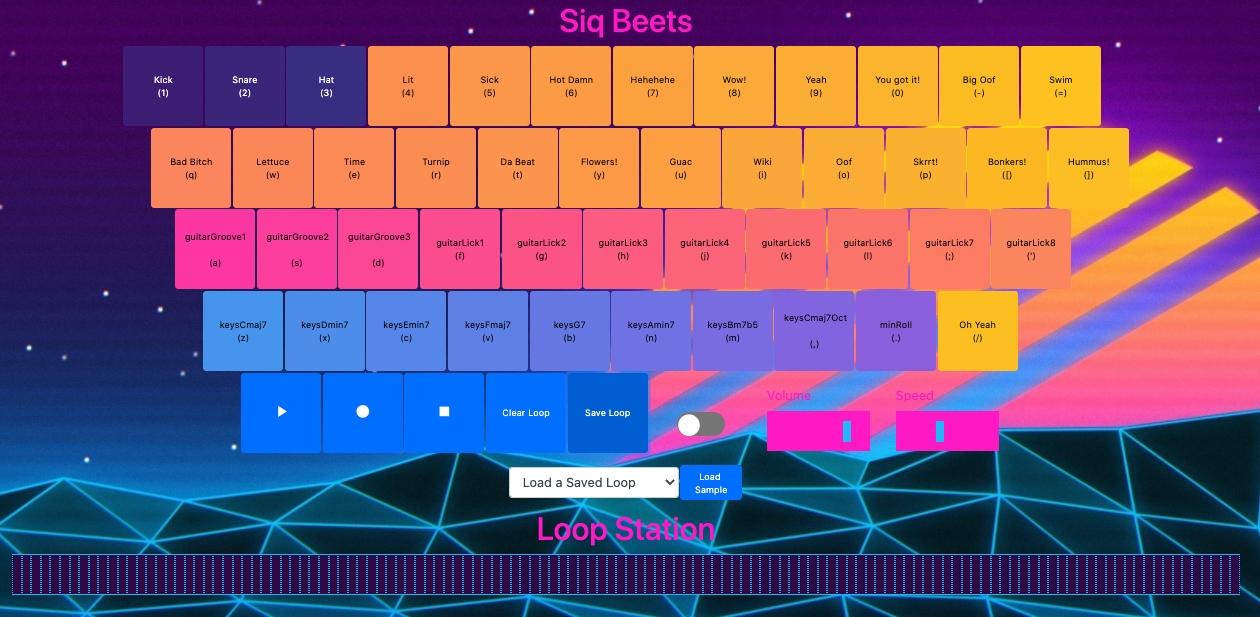 Siq Beets
Kick Snare Hat Lit Sick Hot Damn Hehehehe Wow! Yeah You got it! Big Oof Swim
(1) (2) (3) (4) (5) (6) (7) (8) (9) (0) (-) (=)
Bad Bitch Lettuce Time Turnip Da Beat Flowers! Guac Wiki Oof Skrrt! Bonkers! Hummus!
(q) (w) (e) (r) (t) (y) (u) (i) (o) (p) ([) (])
guitarGroove1 guitarGroove2 guitarGroove3 guitarLick1 guitarLick2 guitarLick3 guitarLick4 guitarLick5 guitarLick6 guitarLick7 guitarLick8
(a) (s) (d) (f) (g) (h) (j) (k) (l) (;) (')
keysCmaj7 keysDmin7 keysEmin7 keysFmaj7 keysG7 keysAmin7 keysBm7b5 keysCmaj7Oct minRoll Oh Yeah
(z) (x) (c) (v) (b) (n) (m) (,) (.) (/)
Clear Loop Save Loop
Volume Speed
Load a Saved Loop
Load
Sample
Loop Station